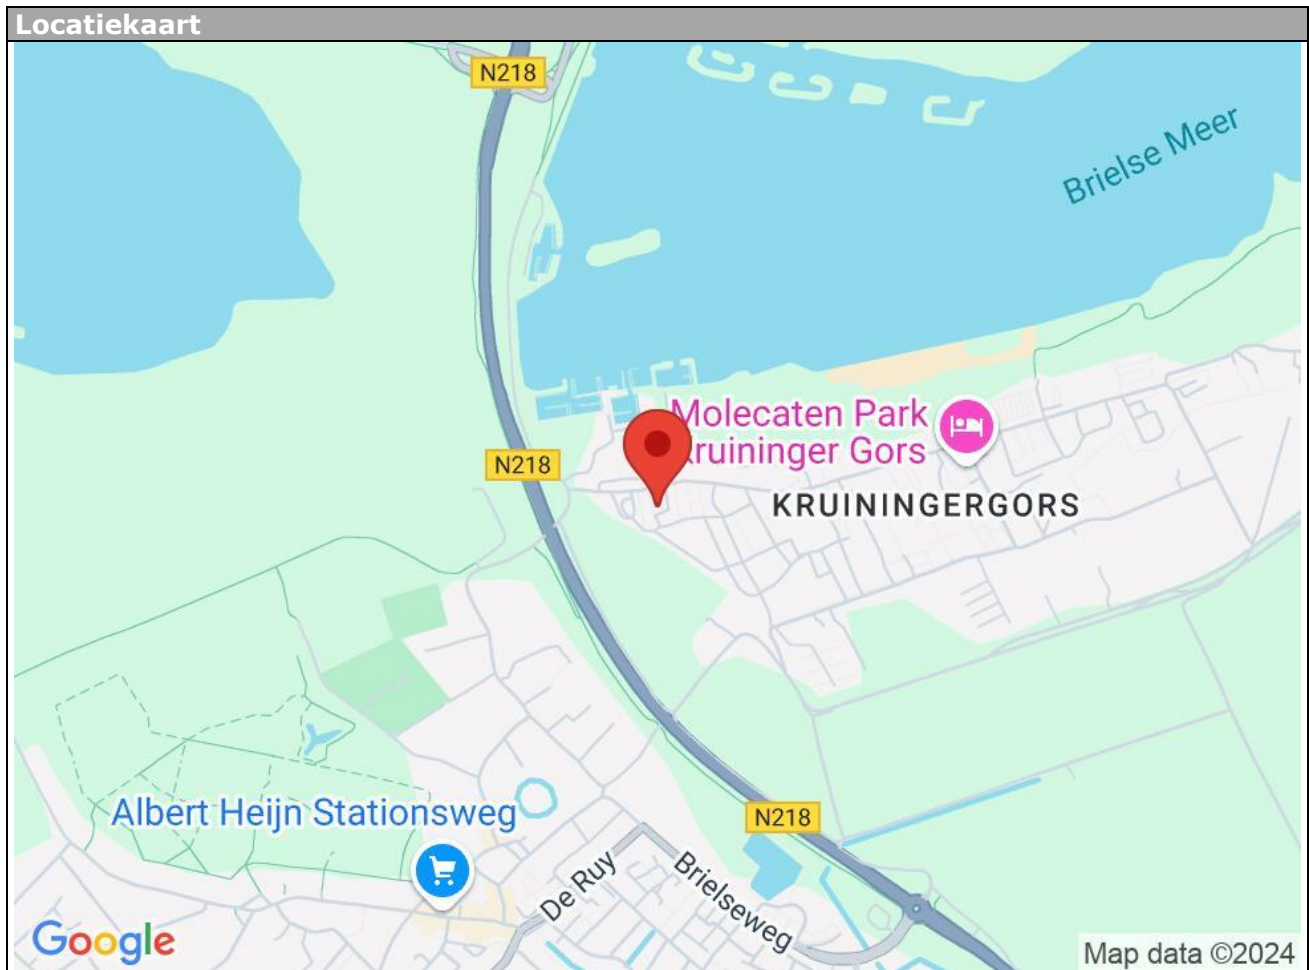 Locatiekaart
N218
Brielse Meer
Molecaten Park
Kruininger Gors
N218
KRUININGERGORS
Albert Heijn Stationsweg
N218
De Ruy
Brielseweg
Google
Map data ©2024